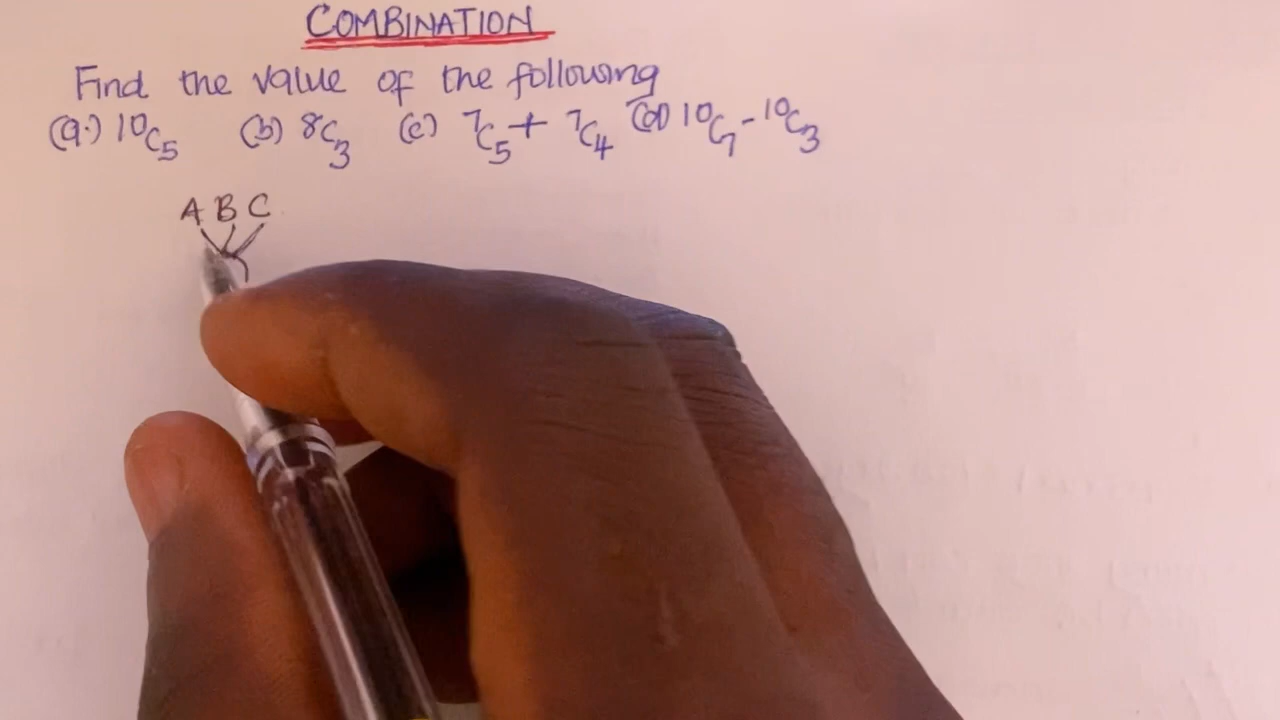 COMBINATION
Find the value of the following
(a.) ¹⁰C₅ (b) ⁸C₃ (c) ⁷C₅ + ⁷C₄ (d) ¹⁰C₇ - ¹⁰C₃
A B C